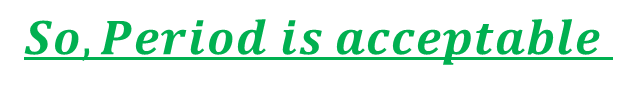 So, Period is acceptable